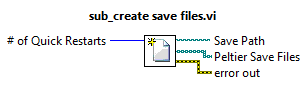 sub_create save files.vi
# of Quick Restarts
Save Path
Peltier Save Files
error out